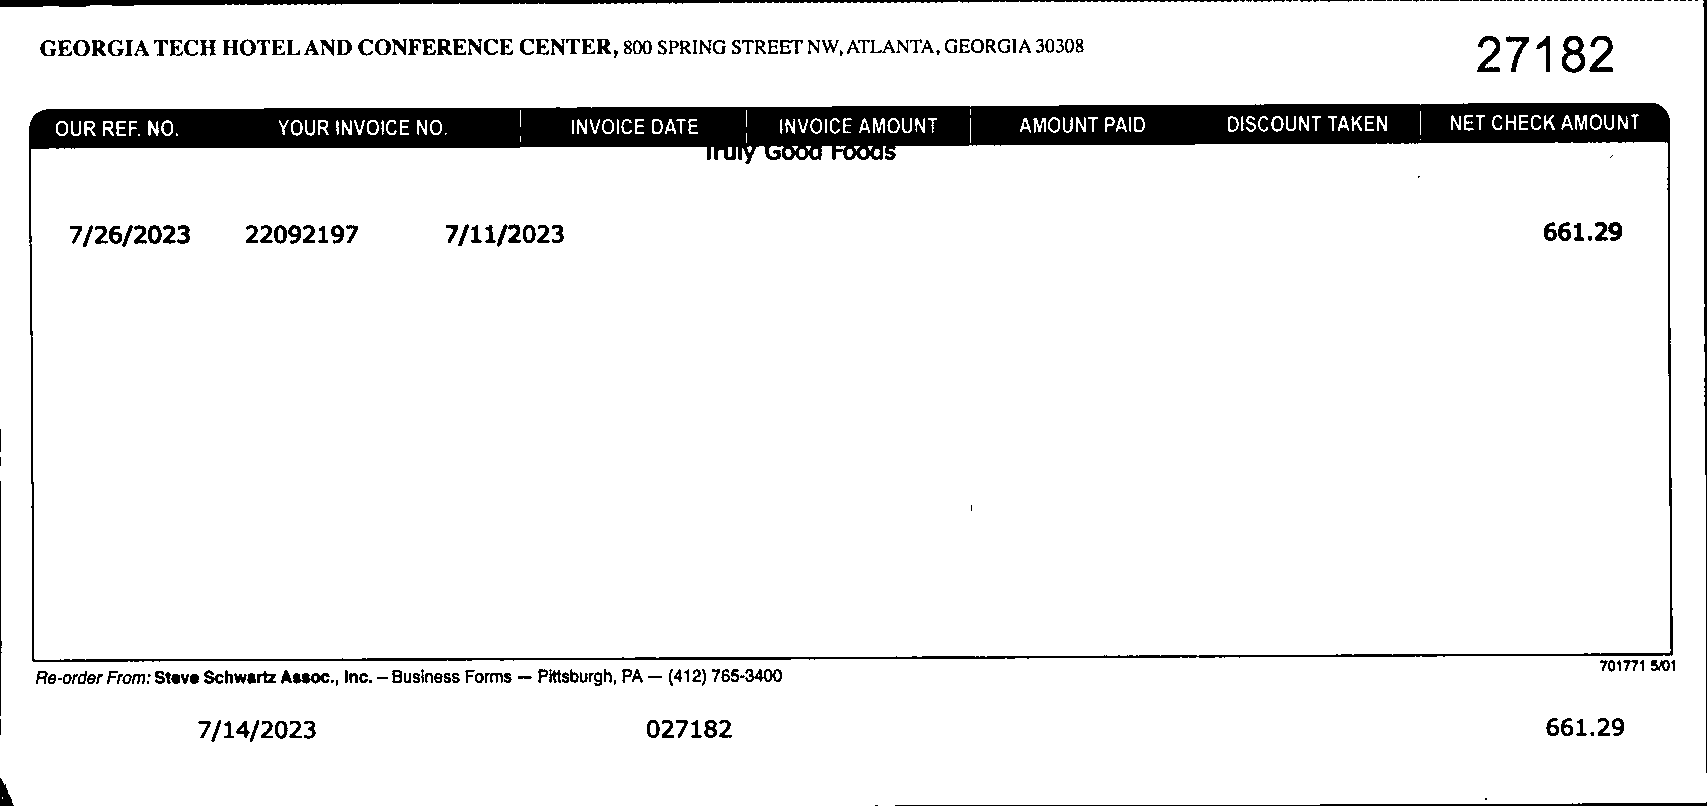 GEORGIA TECH HOTEL AND CONFERENCE CENTER, 800 SPRING STREET NW, ATLANTA, GEORGIA 30308
27182
OUR REF. NO. YOUR INVOICE NO. INVOICE DATE INVOICE AMOUNT AMOUNT PAID DISCOUNT TAKEN NET CHECK AMOUNT
Truly Good Foods
7/26/2023 22092197 7/11/2023 661.29
701771 5/01
Re-order From: Steve Schwartz Assoc., Inc. – Business Forms — Pittsburgh, PA — (412) 765-3400
7/14/2023 027182 661.29